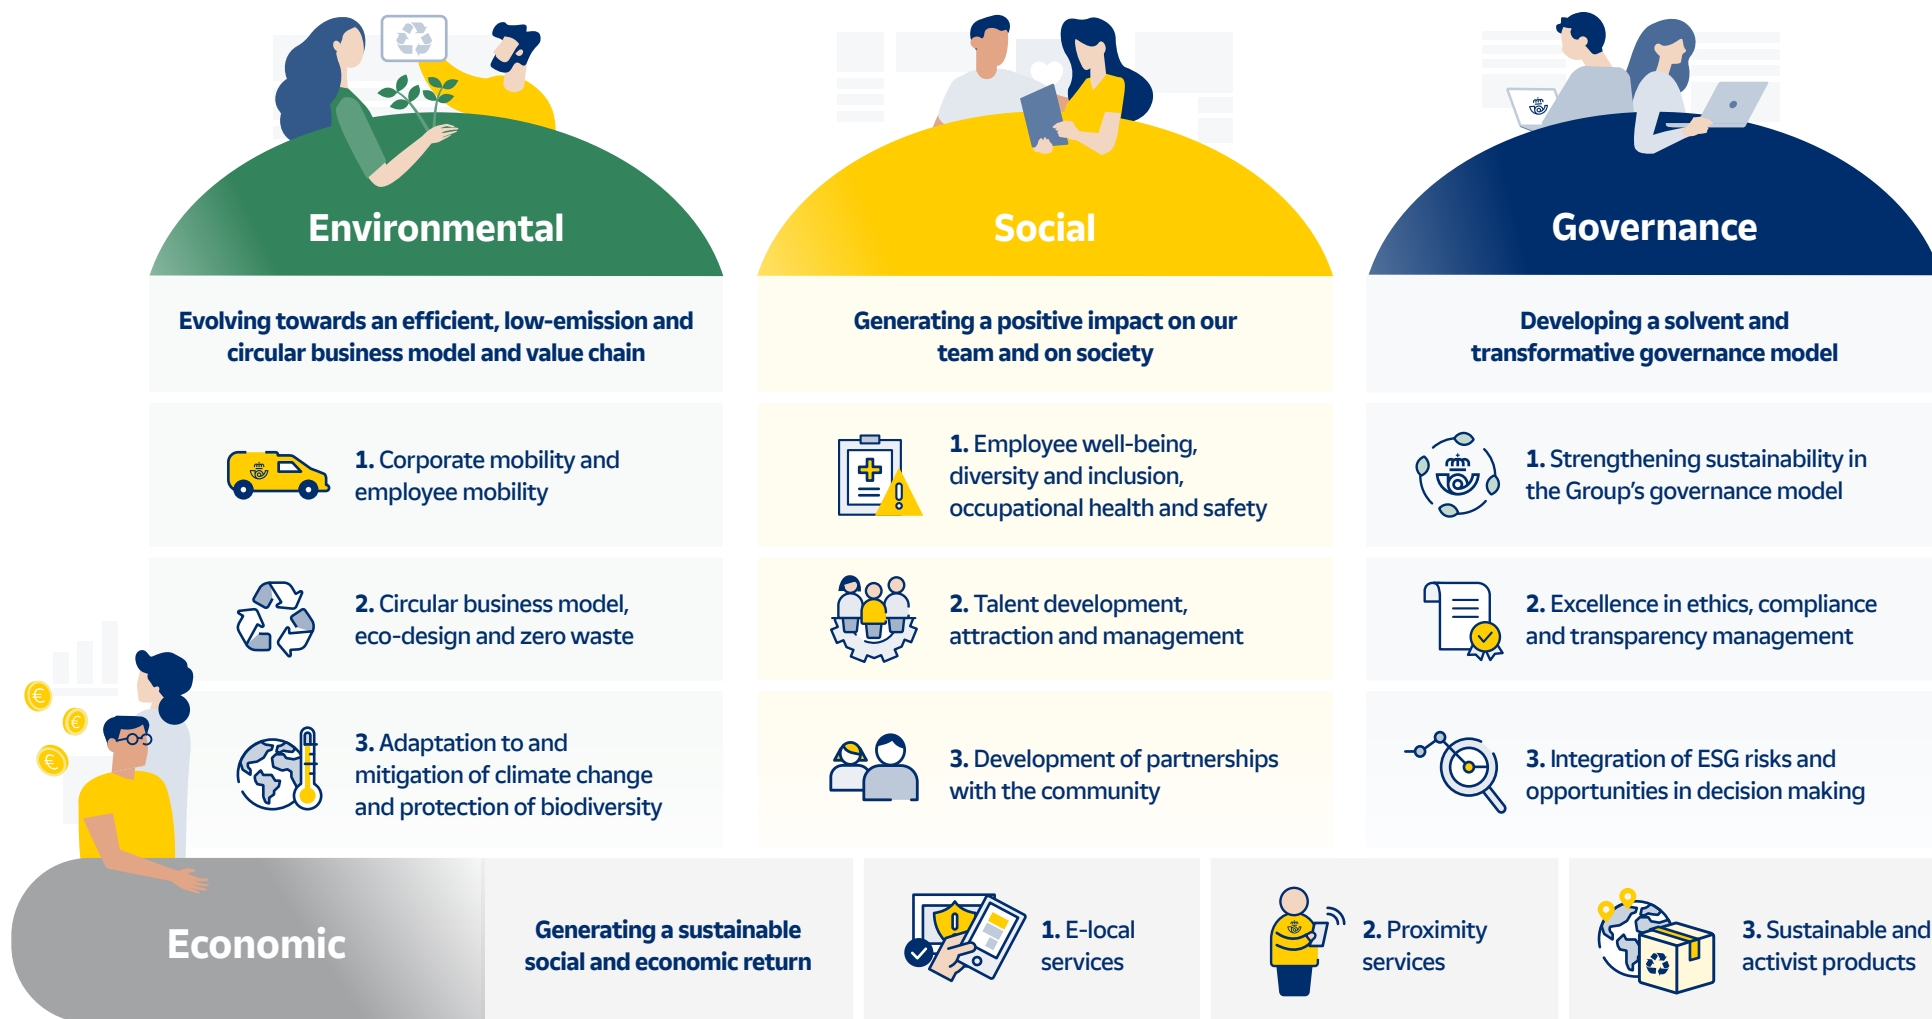 Environmental
Evolving towards an efficient, low-emission and
circular business model and value chain
1. Corporate mobility and
employee mobility
2. Circular business model,
eco-design and zero waste
3. Adaptation to and
mitigation of climate change
and protection of biodiversity
Social
Generating a positive impact on our
team and on society
1. Employee well-being,
diversity and inclusion,
occupational health and safety
2. Talent development,
attraction and management
3. Development of partnerships
with the community
Governance
Developing a solvent and
transformative governance model
1. Strengthening sustainability in
the Group’s governance model
2. Excellence in ethics, compliance
and transparency management
3. Integration of ESG risks and
opportunities in decision making
Economic
Generating a sustainable
social and economic return
1. E-local
services
2. Proximity
services
3. Sustainable and
activist products